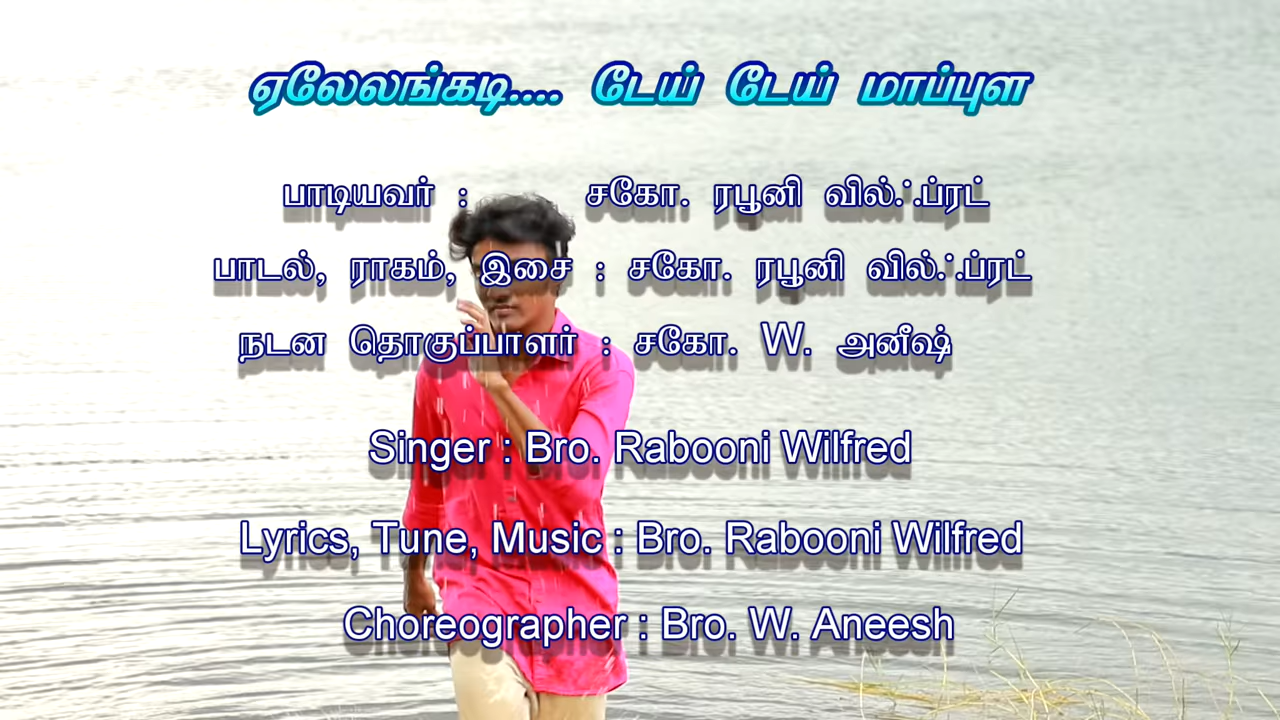 ஏலேலங்கடி.... டேய் டேய் மாப்புள
பாடியவர் : சகோ. ரபூனி வில்ஃப்ரட்
பாடல், ராகம், இசை : சகோ. ரபூனி வில்ஃப்ரட்
நடன தொகுப்பாளர் : சகோ. W. அனீஷ்
Singer : Bro. Rabooni Wilfred
Lyrics, Tune, Music : Bro. Rabooni Wilfred
Choreographer : Bro. W. Aneesh